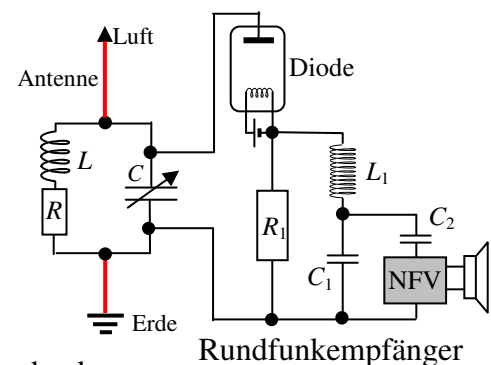 Luft
Antenne
Diode
L
C
R
L1
R1
C2
C1
NFV
Erde
Rundfunkempfänger